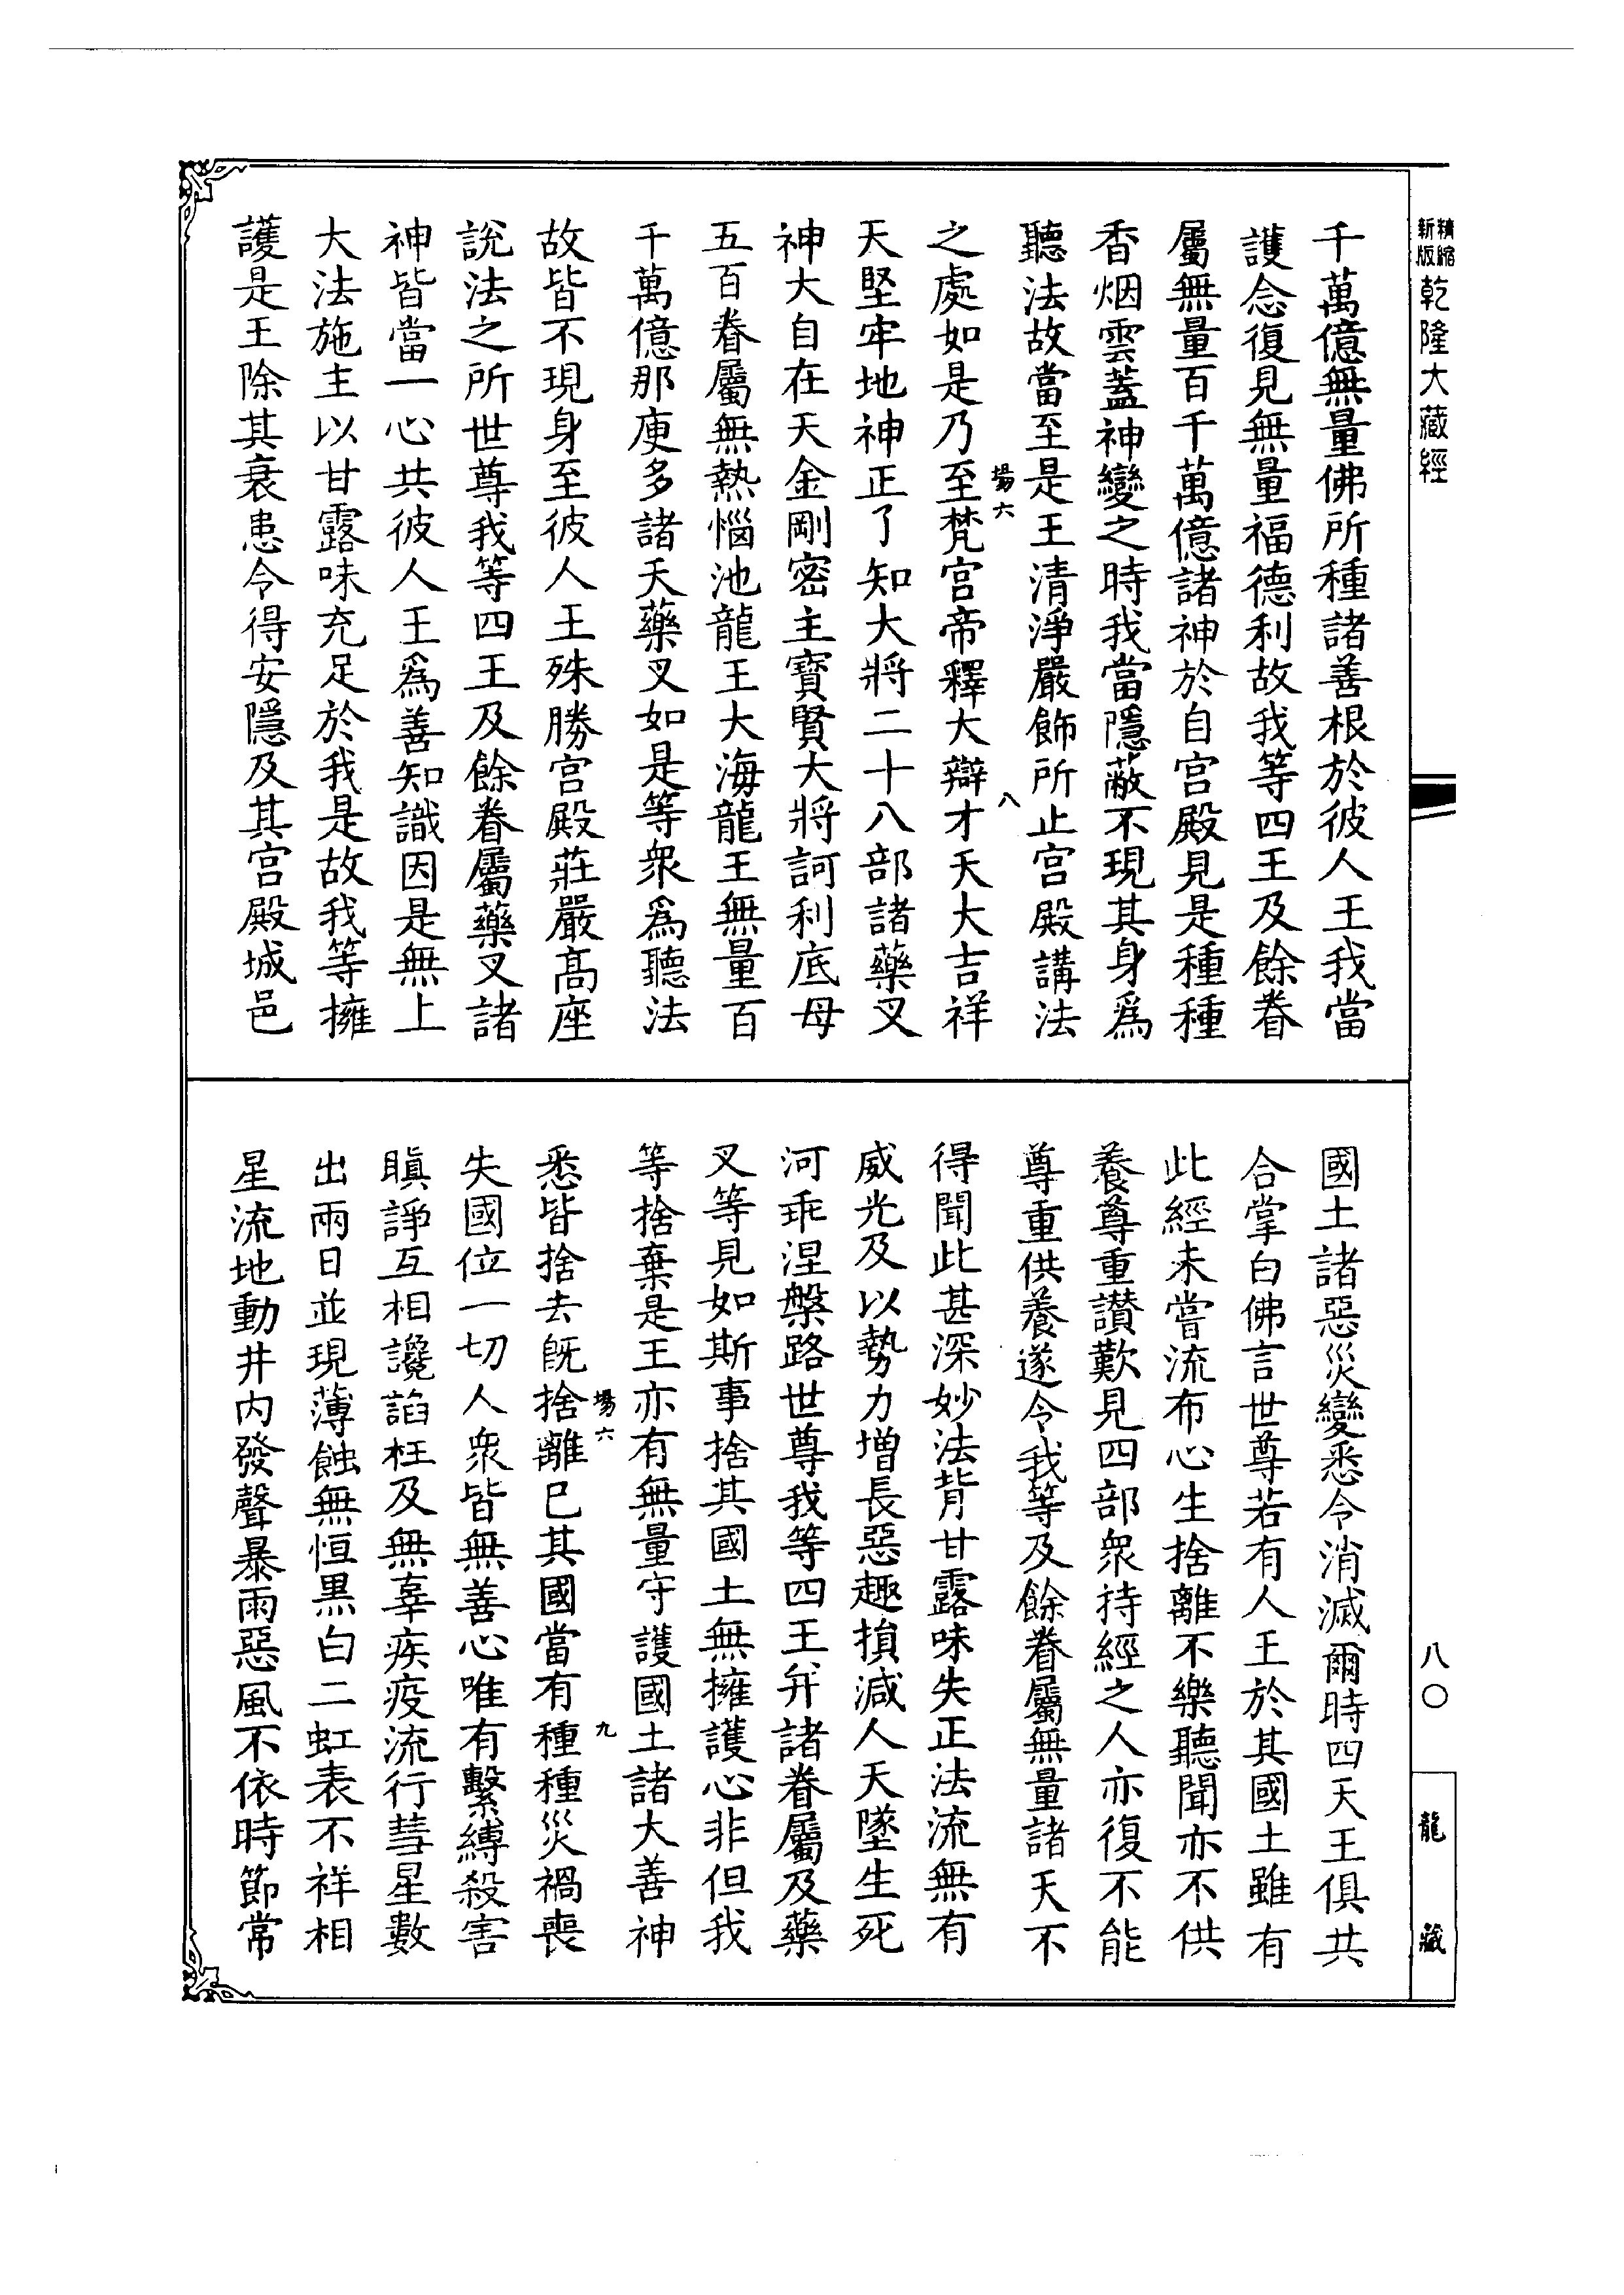 精縮
新版
乾隆大藏經
千萬億無量佛所種諸善根於彼人王我當
護念復見無量福德利故我等四王及餘眷
屬無量百千萬億諸神於自宮殿見是種種
香烟雲蓋神變之時我當隱蔽不現其身爲
聽法故當至是王清淨嚴飾所止宮殿講法
場六
八
之處如是乃至梵宮帝釋大辯才天大吉祥
天堅牢地神正了知大將二十八部諸藥叉
神大自在天金剛密主寶賢大將訶利底母
五百眷屬無熱惱池龍王大海龍王無量百
千萬億那庾多諸天藥叉如是等衆爲聽法
故皆不現身至彼人王殊勝宮殿莊嚴髙座
說法之所世尊我等四王及餘眷屬藥叉諸
神皆當一心共彼人王爲善知識因是無上
大法施主以甘露味充足於我是故我等擁
護是王除其衰患令得安隱及其宮殿城邑
國土諸惡災變悉令消滅爾時四天王俱共
合掌白佛言世尊若有人王於其國土雖有
此經未嘗流布心生捨離不樂聽聞亦不供
養尊重讃歎見四部衆持經之人亦復不能
尊重供養遂令我等及餘眷屬無量諸天不
得聞此甚深妙法背甘露味失正法流無有
威光及以勢力增長惡趣損減人天墜生死
河乖涅槃路世尊我等四王并諸眷屬及藥
叉等見如斯事捨其國土無擁護心非但我
等捨棄是王亦有無量守護國土諸大善神
場六
九
悉皆捨去旣捨離已其國當有種種災禍喪
失國位一切人衆皆無善心唯有繫縛殺害
瞋諍互相讒諂枉及無辜疾疫流行彗星數
出兩日並現薄蝕無恒黑白二虹表不祥相
星流地動井内發聲暴雨惡風不依時節常
八〇
龍藏